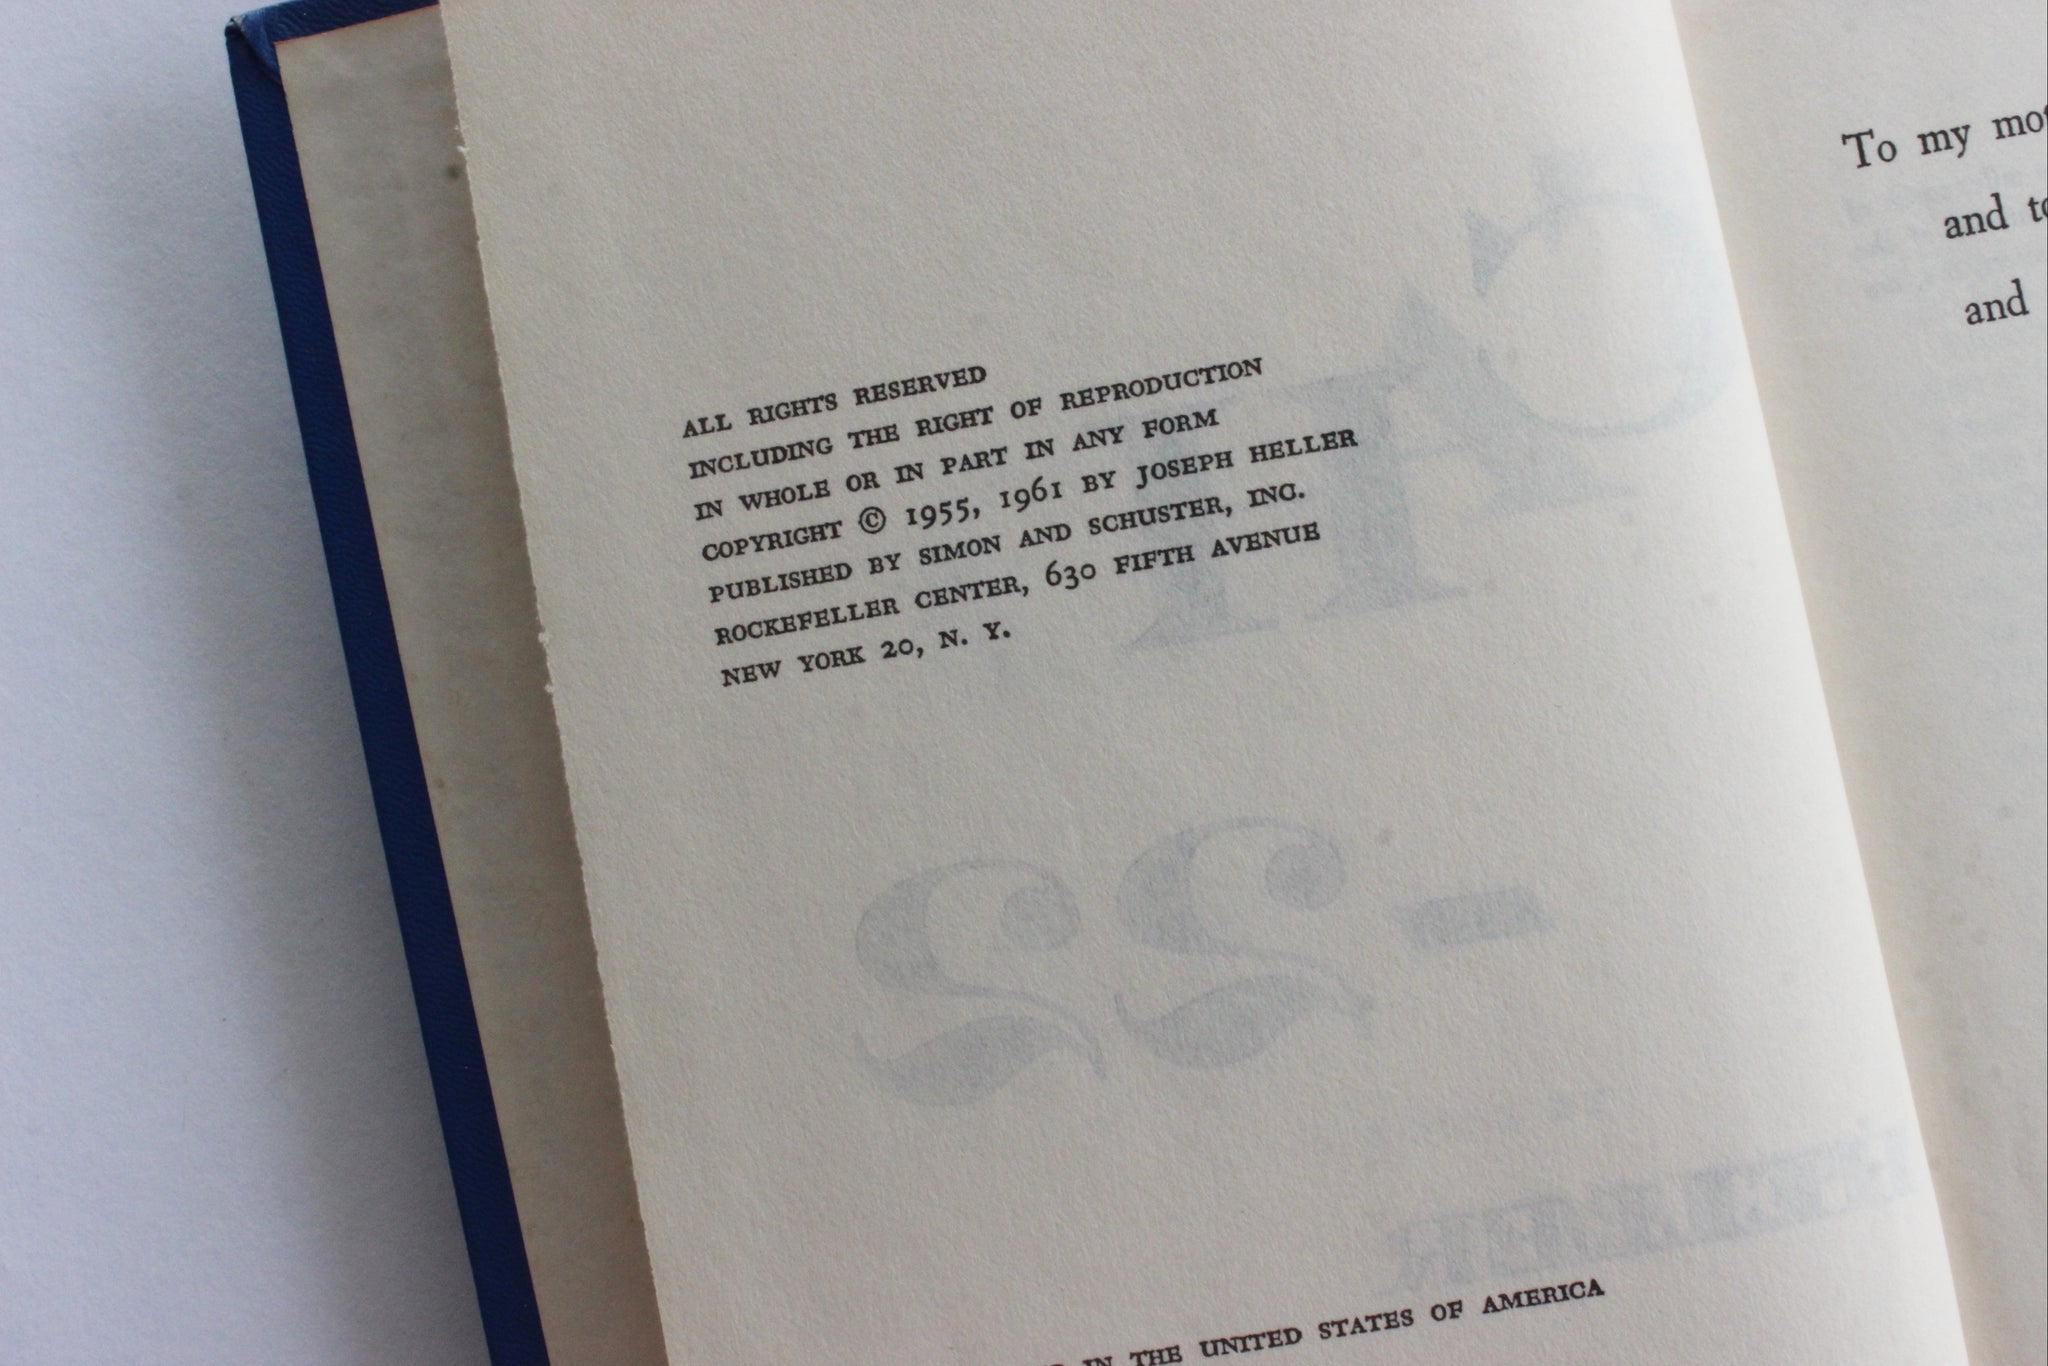 ALL RIGHTS RESERVED
INCLUDING THE RIGHT OF REPRODUCTION
IN WHOLE OR IN PART IN ANY FORM
COPYRIGHT © 1955, 1961 BY JOSEPH HELLER
PUBLISHED BY SIMON AND SCHUSTER, INC.
ROCKEFELLER CENTER, 630 FIFTH AVENUE
NEW YORK 20, N. Y.
-22
HELLER
IN THE UNITED STATES OF AMERICA
To my
and
and